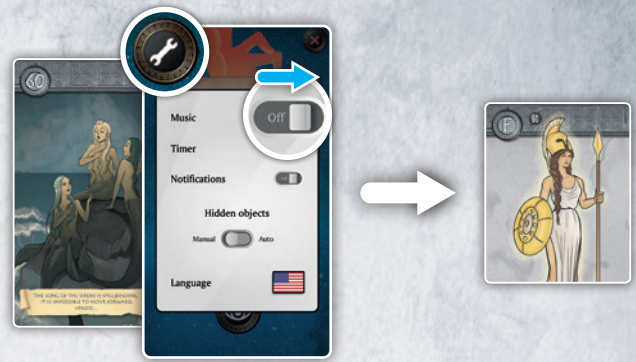 60
Music
Off
Timer
Notifications
Hidden objects
Manual Auto
Language
THE SONG OF THE SIRENS IS SPELLBINDING.
IT IS IMPOSSIBLE TO MOVE FORWARD
UNLESS...
F 60